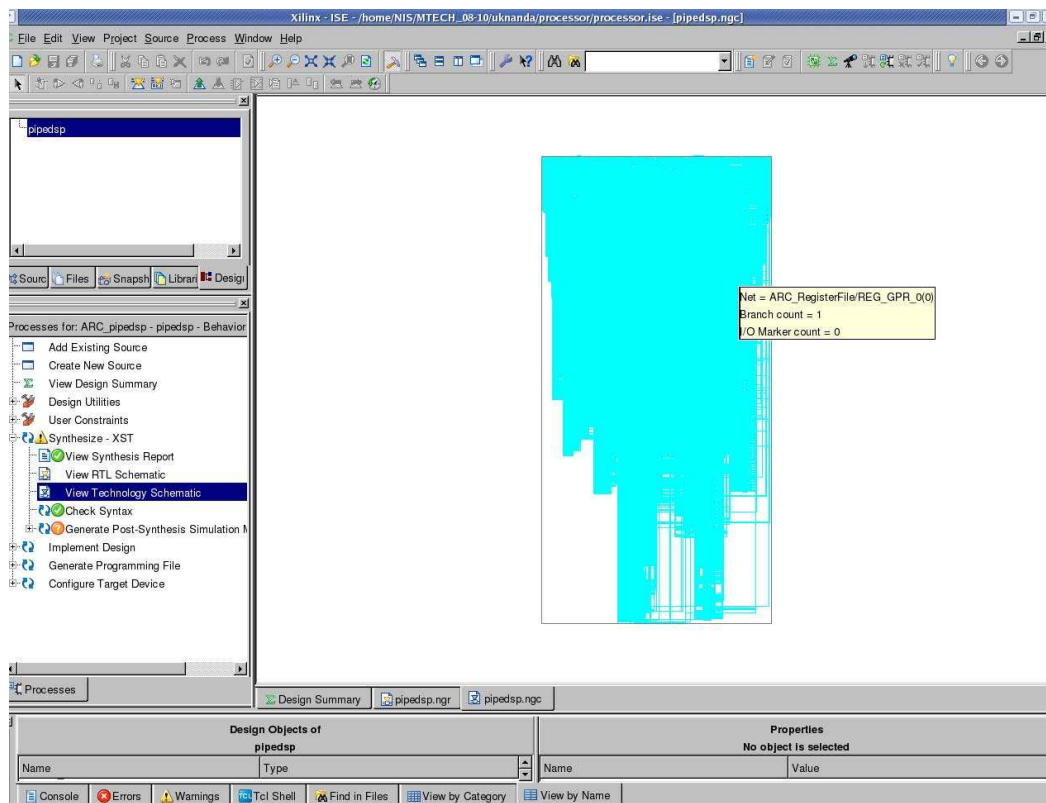 Xilinx - ISE - /home/NIS/MTECH_08-10/uknanda/processor/processor.ise - [pipedsp.ngc]
File Edit View Project Source Process Window Help
pipedsp
Sourc Files Snapsh Librari Design
Processes for: ARC_pipedsp - pipedsp - Behavior
Add Existing Source
Create New Source
View Design Summary
Design Utilities
User Constraints
Synthesize - XST
View Synthesis Report
View RTL Schematic
View Technology Schematic
Check Syntax
Generate Post-Synthesis Simulation M
Implement Design
Generate Programming File
Configure Target Device
Processes
Net = ARC_RegisterFile/REG_GPR_0(0)
Branch count = 1
I/O Marker count = 0
Design Summary pipedsp.ngr pipedsp.ngc
Design Objects of
pipedsp
Name Type
Properties
No object is selected
Name Value
Console Errors Warnings Tcl Shell Find in Files View by Category View by Name